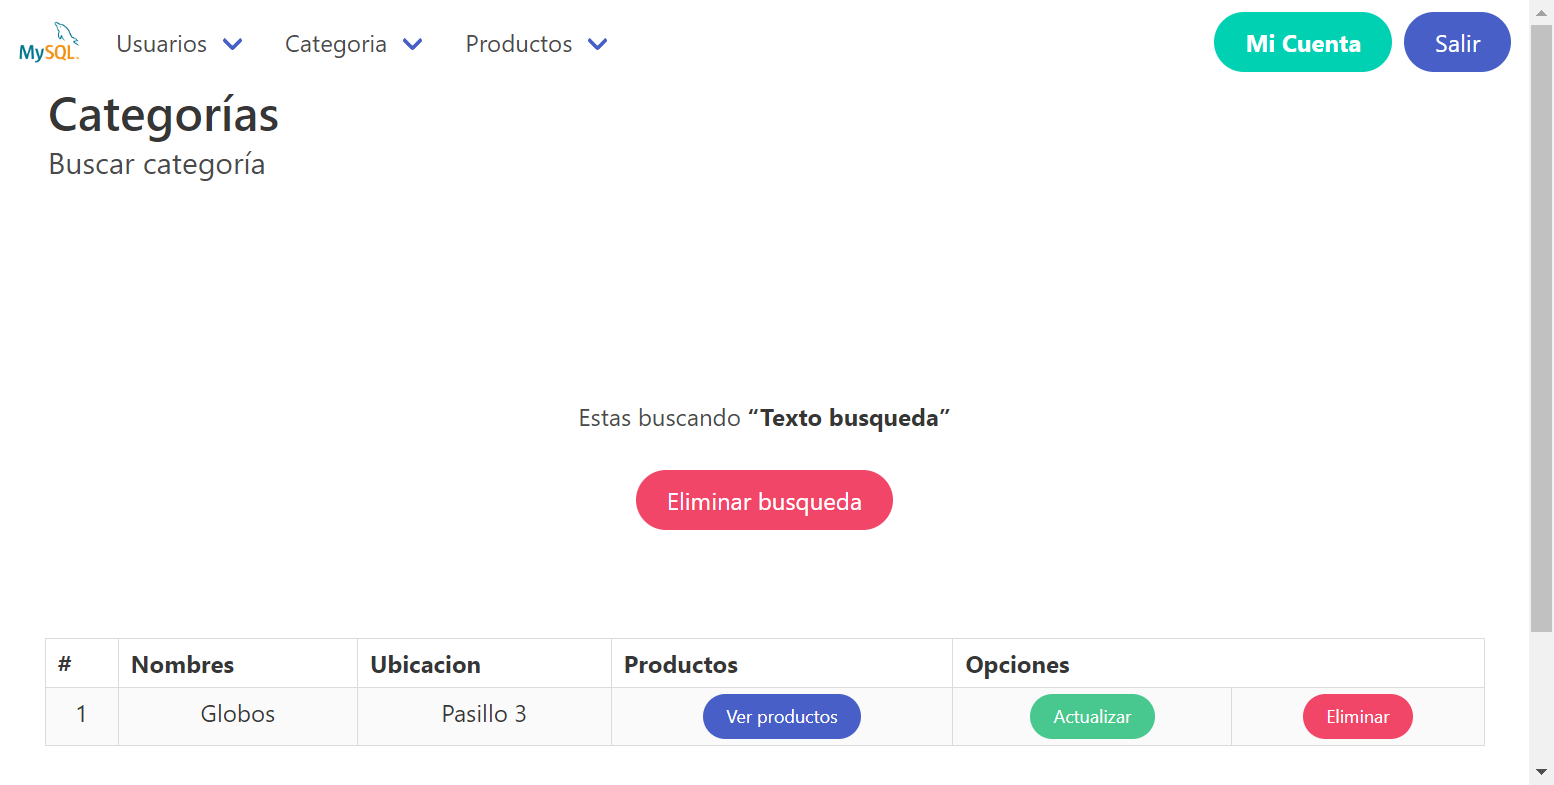 MySQL Usuarios Categoria Productos Mi Cuenta Salir
Categorías
Buscar categoría
Estas buscando “Texto busqueda”
Eliminar busqueda
# Nombres Ubicacion Productos Opciones
1 Globos Pasillo 3 Ver productos Actualizar Eliminar